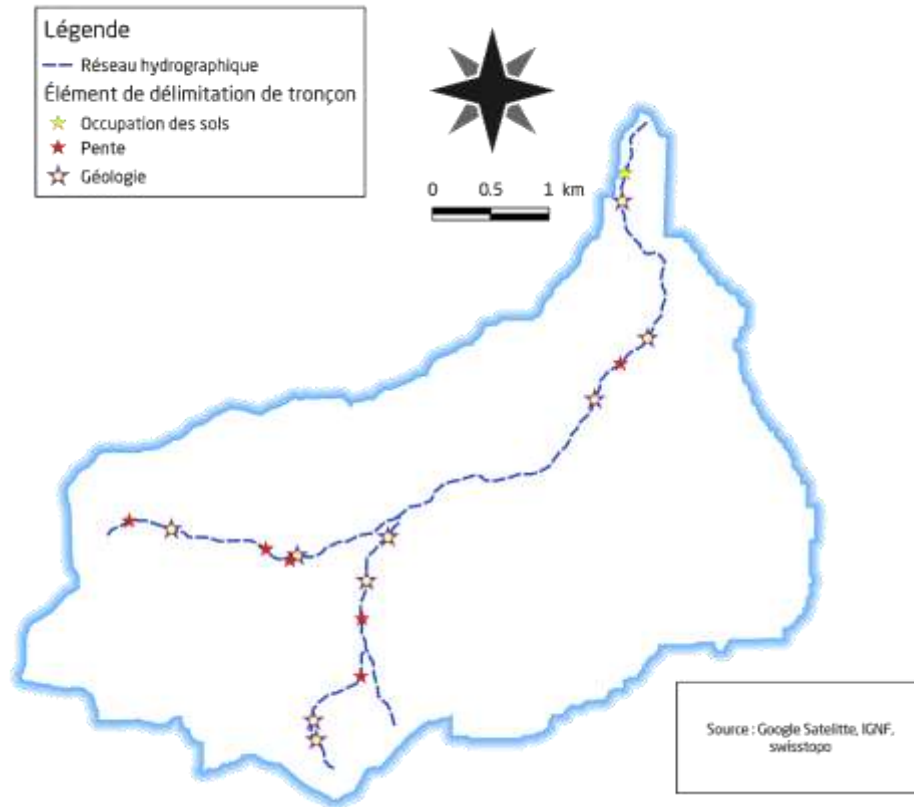 Légende
Réseau hydrographique
Élément de délimitation de tronçon
Occupation des sols
Pente
Géologie
0 0.5 1 km
Source : Google Satelitte, IGNF,
swisstopo